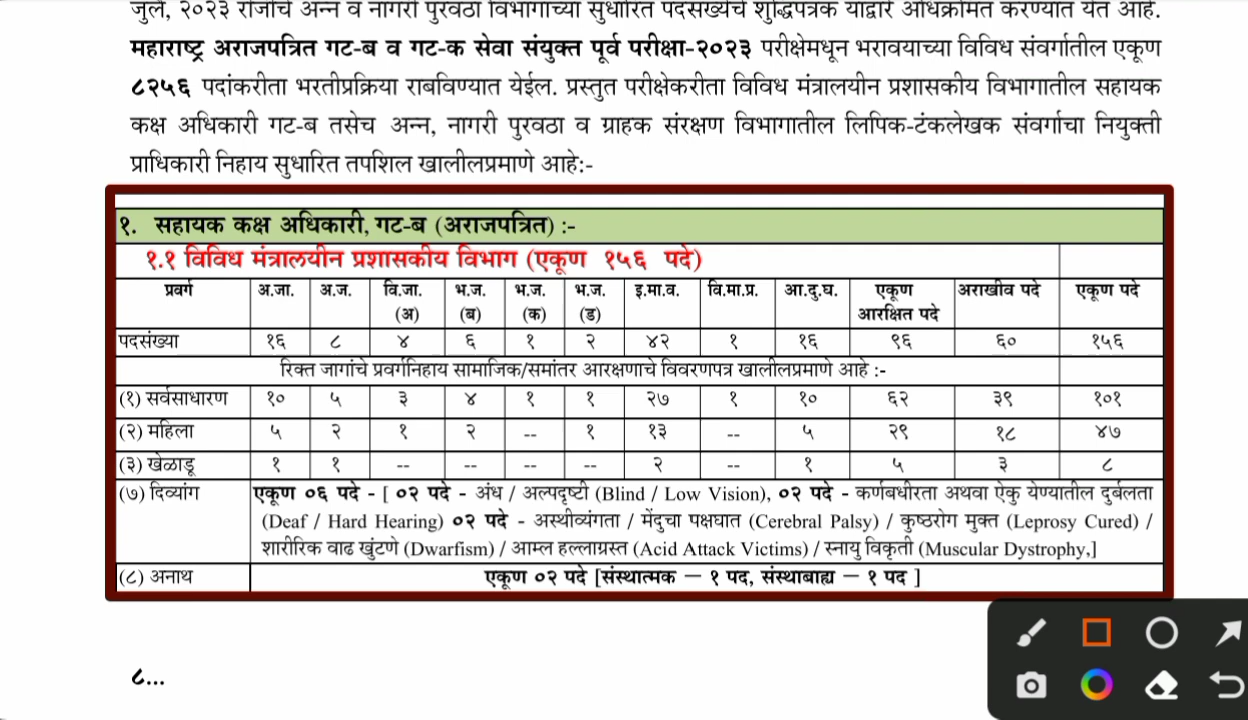 जुलै, २०२३ रोजीचे अन्न व नागरी पुरवठा विभागाच्या सुधारित पदसंख्येचे शुद्धिपत्रक याद्वारे अधिक्रमित करण्यात येत आहे.
महाराष्ट्र अराजपत्रित गट-ब व गट-क सेवा संयुक्त पूर्व परीक्षा-२०२३ परीक्षेमधून भरावयाच्या विविध संवर्गातील एकूण
८२५६ पदांकरीता भरतीप्रक्रिया राबविण्यात येईल. प्रस्तुत परीक्षेकरीता विविध मंत्रालयीन प्रशासकीय विभागातील सहायक
कक्ष अधिकारी गट-ब तसेच अन्न, नागरी पुरवठा व ग्राहक संरक्षण विभागातील लिपिक-टंकलेखक संवर्गाचा नियुक्ती
प्राधिकारी निहाय सुधारित तपशिल खालीलप्रमाणे आहे:-
१. सहायक कक्ष अधिकारी, गट-ब (अराजपत्रित) :-
१.१ विविध मंत्रालयीन प्रशासकीय विभाग (एकूण १५६ पदे)
प्रवर्ग अ.जा. अ.ज. वि.जा. (अ) भ.ज. (ब) भ.ज. (क) भ.ज. (ड) इ.मा.व. वि.मा.प्र. आ.दु.घ. एकूण आरक्षित पदे अराखीव पदे एकूण पदे
पदसंख्या १६ ८ ४ ६ १ २ ४२ १ १६ ९६ ६० १५६
रिक्त जागांचे प्रवर्गनिहाय सामाजिक/समांतर आरक्षणाचे विवरणपत्र खालीलप्रमाणे आहे :-
(१) सर्वसाधारण १० ५ ३ ४ १ १ २७ १ १० ६२ ३९ १०१
(२) महिला ५ २ १ २ -- १ १३ -- ५ २९ १८ ४७
(३) खेळाडू १ १ -- -- -- -- २ -- १ ५ ३ ८
(७) दिव्यांग एकूण ०६ पदे - [ ०२ पदे - अंध / अल्पदृष्टी (Blind / Low Vision), ०२ पदे - कर्णबधीरता अथवा ऐकु येण्यातील दुर्बलता
(Deaf / Hard Hearing) ०२ पदे - अस्थीव्यंगता / मेंदुचा पक्षघात (Cerebral Palsy) / कुष्ठरोग मुक्त (Leprosy Cured) /
शारीरिक वाढ खुंटणे (Dwarfism) / आम्ल हल्लाग्रस्त (Acid Attack Victims) / स्नायु विकृती (Muscular Dystrophy,]
(८) अनाथ एकूण ०२ पदे [संस्थात्मक – १ पद, संस्थाबाह्य – १ पद ]
८...